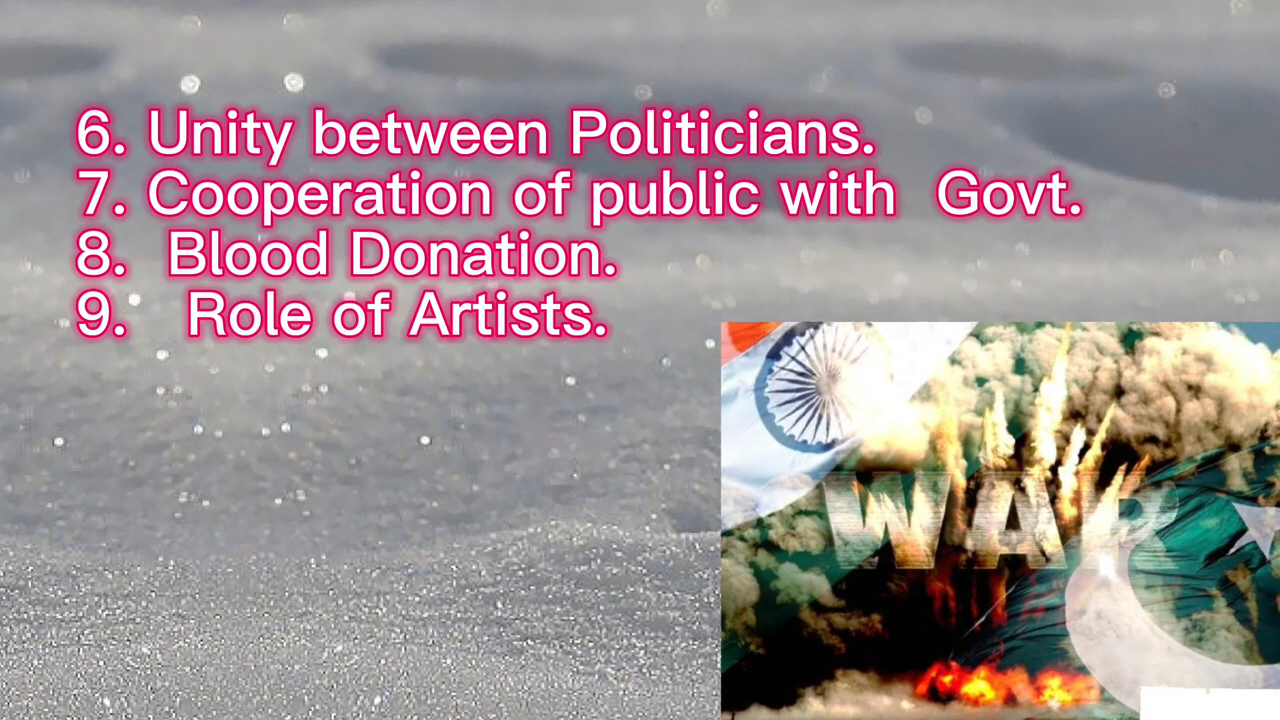 6. Unity between Politicians.
7. Cooperation of public with  Govt.
8.  Blood Donation.
9.   Role of Artists.
WAR